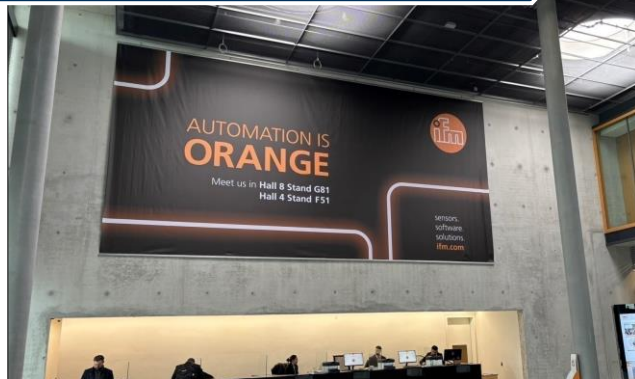 AUTOMATION IS
ORANGE
Meet us in Hall 8 Stand G81
Hall 4 Stand F51
ifm
sensors.
software
solutions.
ifm.com